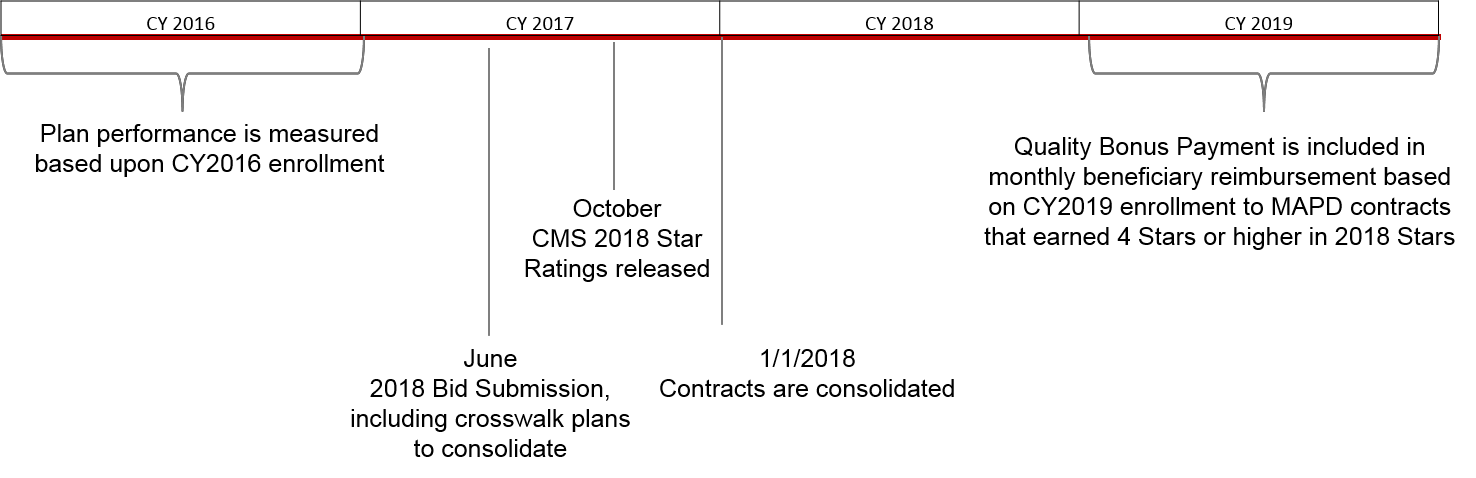 CY 2016
CY 2017
CY 2018
CY 2019
Plan performance is measured
based upon CY2016 enrollment
October
CMS 2018 Star
Ratings released
June
2018 Bid Submission,
including crosswalk plans
to consolidate
1/1/2018
Contracts are consolidated
Quality Bonus Payment is included in
monthly beneficiary reimbursement based
on CY2019 enrollment to MAPD contracts
that earned 4 Stars or higher in 2018 Stars